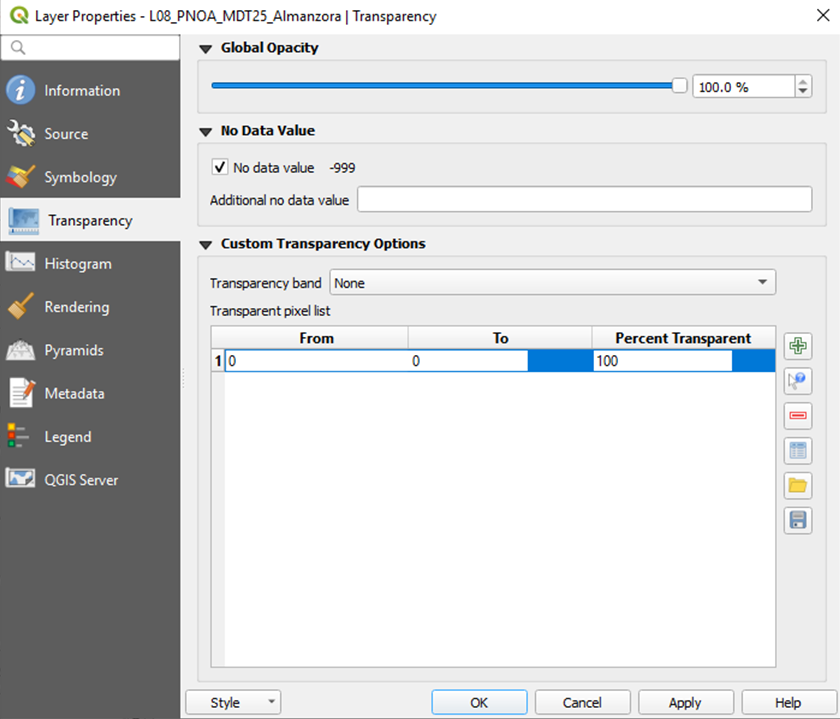 Layer Properties - L08_PNOA_MDT25_Almanzora | Transparency
Information
Source
Symbology
Transparency
Histogram
Rendering
Pyramids
Metadata
Legend
QGIS Server
Global Opacity
100.0 %
No Data Value
No data value -999
Additional no data value
Custom Transparency Options
Transparency band None
Transparent pixel list
From To Percent Transparent
1 0 0 100
Style OK Cancel Apply Help